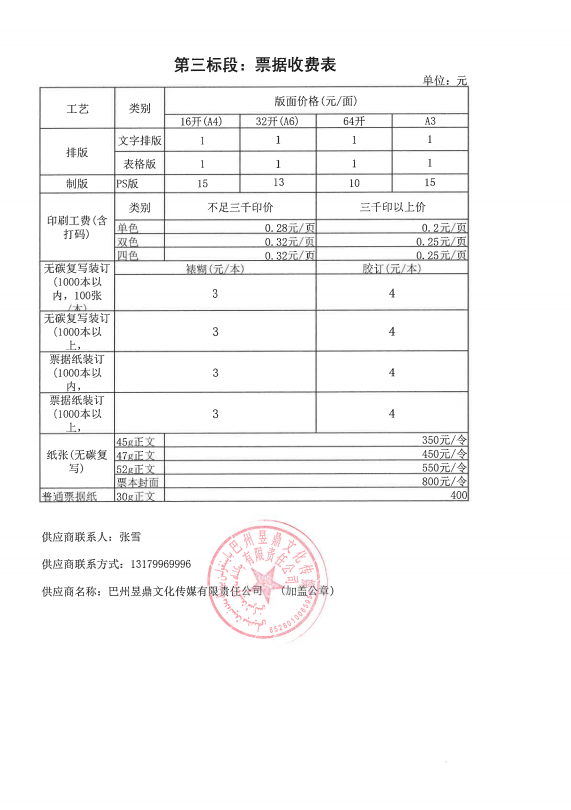 第三标段：票据收费表
单位：元
工艺 类别 版面价格(元/面)
16开(A4) 32开(A6) 64开 A3
排版 文字排版 1 1 1 1
表格版 1 1 1 1
制版 PS版 15 13 10 15
印刷工费(含打码) 类别 不足三千印价 三千印以上价
单色 0.28元/页 0.2元/页
双色 0.32元/页 0.25元/页
四色 0.32元/页 0.25元/页
无碳复写装订 裱糊(元/本) 胶订(元/本)
(1000本以
内，100张 3 4
/本)
无碳复写装订
(1000本以 3 4
上，
票据纸装订
(1000本以 3 4
内，
票据纸装订
(1000本以 3 4
上，
纸张(无碳复写) 45g正文 350元/令
47g正文 450元/令
52g正文 550元/令
票本封面 800元/令
普通票据纸 30g正文 400
供应商联系人：张雪
供应商联系方式：13179969996
供应商名称：巴州昱鼎文化传媒有限责任公司 (加盖公章)
巴州昱鼎文化传媒
有限责任公司